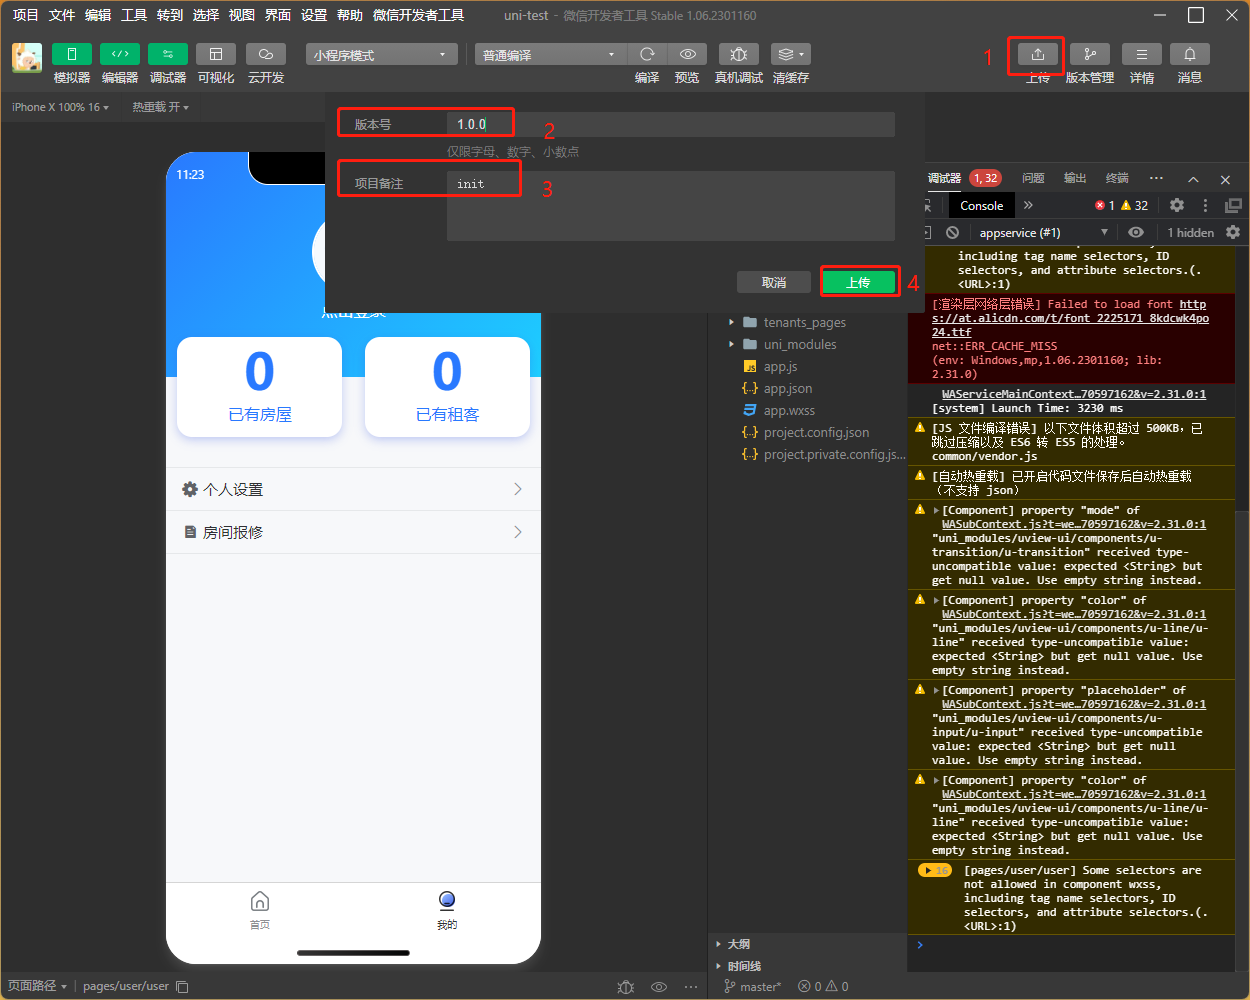 项目 文件 编辑 工具 转到 选择 视图 界面 设置 帮助 微信开发者工具
uni-test - 微信开发者工具 Stable 1.06.2301160
模拟器 编辑器 调试器 可视化 云开发
小程序模式
普通编译
编译 预览 真机调试 清缓存
1
上传 版本管理 详情 消息
iPhone X 100% 16
热重载 开
版本号 1.0.0
2
仅限字母、数字、小数点
项目备注 init
3
取消 上传
4
11:23
点击登录
0
已有房屋
0
已有租客
个人设置
房间报修
首页
我的
tenants_pages
uni_modules
app.js
app.json
app.wxss
project.config.json
project.private.config.js...
大纲
时间线
调试器 1, 32 问题 输出 终端 ...
Console
1 32
appservice (#1)
1 hidden
including tag name selectors, ID
selectors, and attribute selectors.(.
<URL>:1)
[渲染层网络层错误] Failed to load font http
s://at.alicdn.com/t/font_2225171_8kdcwk4po
24.ttf
net::ERR_CACHE_MISS
(env: Windows,mp,1.06.2301160; lib:
2.31.0)
WAServiceMainContext…70597162&v=2.31.0:1
[system] Launch Time: 3230 ms
[JS 文件编译错误] 以下文件体积超过 500KB，已
跳过压缩以及 ES6 转 ES5 的处理。
common/vendor.js
[自动热重载] 已开启代码文件保存后自动热重载
（不支持 json）
[Component] property "mode" of
WASubContext.js?t=we…70597162&v=2.31.0:1
"uni_modules/uview-ui/components/u-
transition/u-transition" received type-
uncompatible value: expected <String> but
get null value. Use empty string instead.
[Component] property "color" of
WASubContext.js?t=we…70597162&v=2.31.0:1
"uni_modules/uview-ui/components/u-line/u-
line" received type-uncompatible value:
expected <String> but get null value. Use
empty string instead.
[Component] property "placeholder" of
WASubContext.js?t=we…70597162&v=2.31.0:1
"uni_modules/uview-ui/components/u-
input/u-input" received type-uncompatible
value: expected <String> but get null
value. Use empty string instead.
[Component] property "color" of
WASubContext.js?t=we…70597162&v=2.31.0:1
"uni_modules/uview-ui/components/u-line/u-
line" received type-uncompatible value:
expected <String> but get null value. Use
empty string instead.
16 [pages/user/user] Some selectors are
not allowed in component wxss,
including tag name selectors, ID
selectors, and attribute selectors.(.
<URL>:1)
页面路径 pages/user/user
master* 0 0